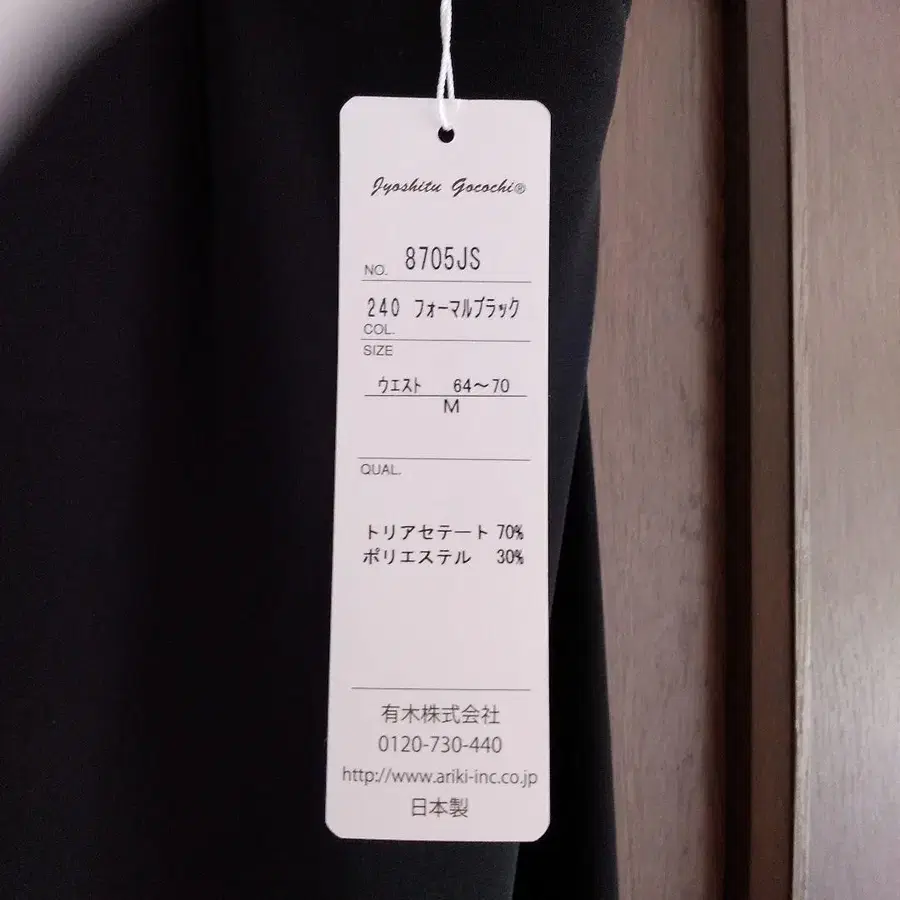 Jyoshitu Gocochi®
NO. 8705JS
240 フォーマルブラック
COL.
SIZE
ウエスト 64～70
M
QUAL.
トリアセテート 70%
ポリエステル 30%
有木株式会社
0120-730-440
http://www.ariki-inc.co.jp
日本製